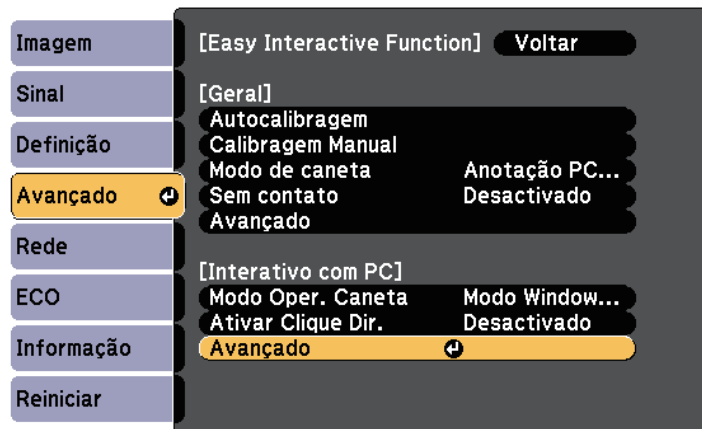 Imagem
Sinal
Definição
Avançado
Rede
ECO
Informação
Reiniciar
[Easy Interactive Function] Voltar
[Geral]
Autocalibragem
Calibragem Manual
Modo de caneta Anotação PC...
Sem contato Desactivado
Avançado
[Interativo com PC]
Modo Oper. Caneta Modo Window...
Ativar Clique Dir. Desactivado
Avançado